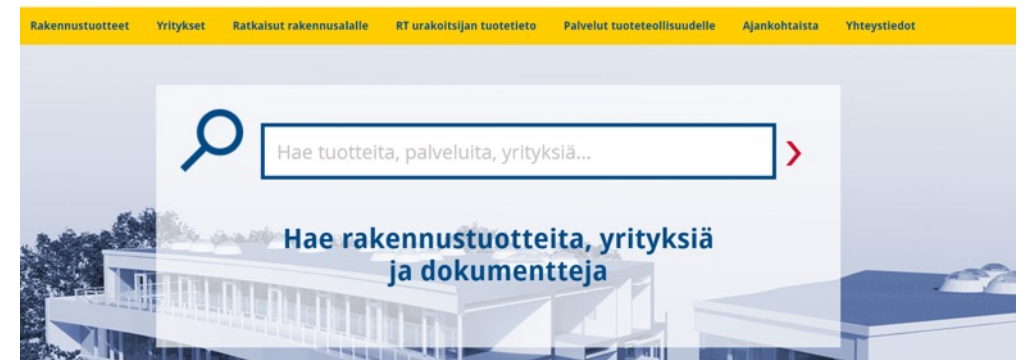 Rakennustuotteet Yritykset Ratkaisut rakennusalalle RT urakoitsijan tuotetieto Palvelut tuoteteollisuudelle Ajankohtaista Yhteystiedot
Hae tuotteita, palveluita, yrityksiä...
Hae rakennustuotteita, yrityksiä
ja dokumentteja